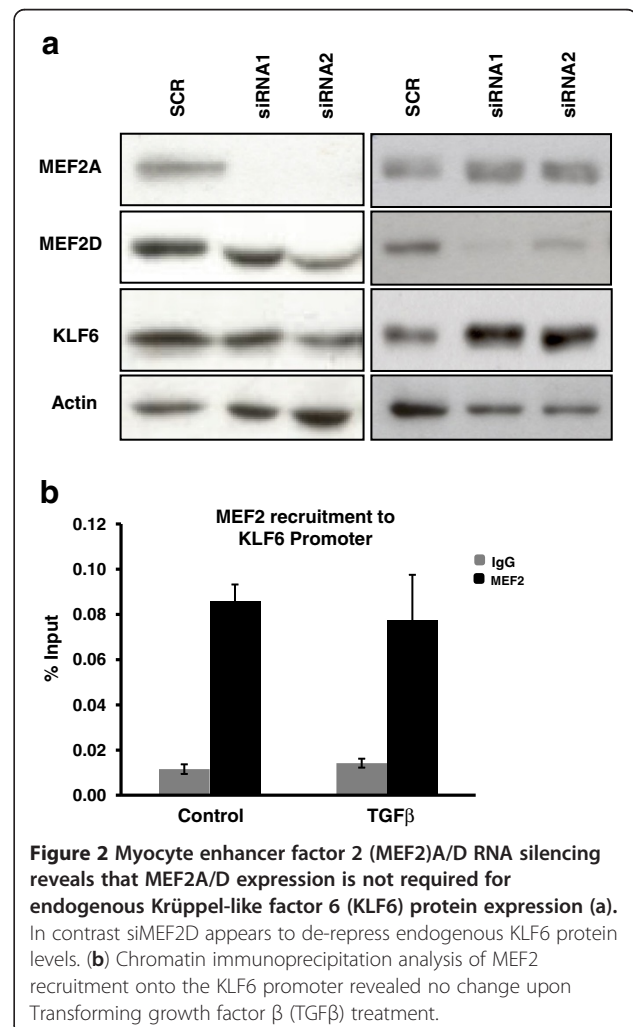 a
SCR siRNA1 siRNA2 SCR siRNA1 siRNA2
MEF2A
MEF2D
KLF6
Actin
b
MEF2 recruitment to
KLF6 Promoter
IgG
MEF2
% Input
0.12
0.10
0.08
0.06
0.04
0.02
0.00
Control TGFβ
Figure 2 Myocyte enhancer factor 2 (MEF2)A/D RNA silencing
reveals that MEF2A/D expression is not required for
endogenous Krüppel-like factor 6 (KLF6) protein expression (a).
In contrast siMEF2D appears to de-repress endogenous KLF6 protein
levels. (b) Chromatin immunoprecipitation analysis of MEF2
recruitment onto the KLF6 promoter revealed no change upon
Transforming growth factor β (TGFβ) treatment.